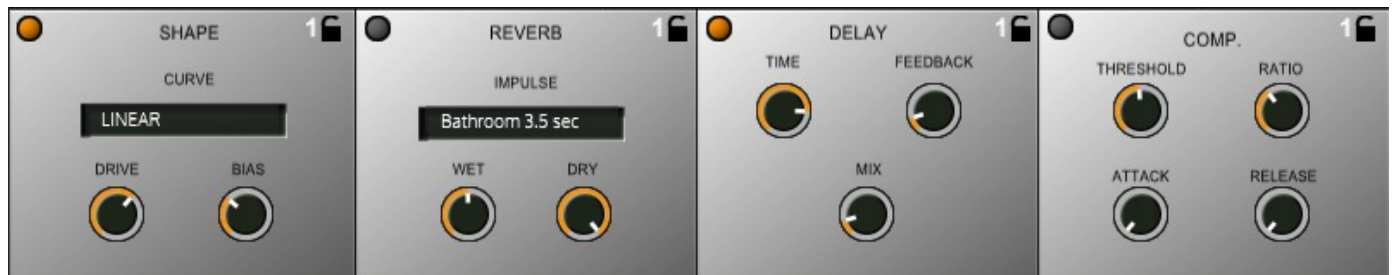 SHAPE 1
CURVE
LINEAR
DRIVE BIAS
REVERB 1
IMPULSE
Bathroom 3.5 sec
WET DRY
DELAY 1
TIME FEEDBACK
MIX
COMP. 1
THRESHOLD RATIO
ATTACK RELEASE